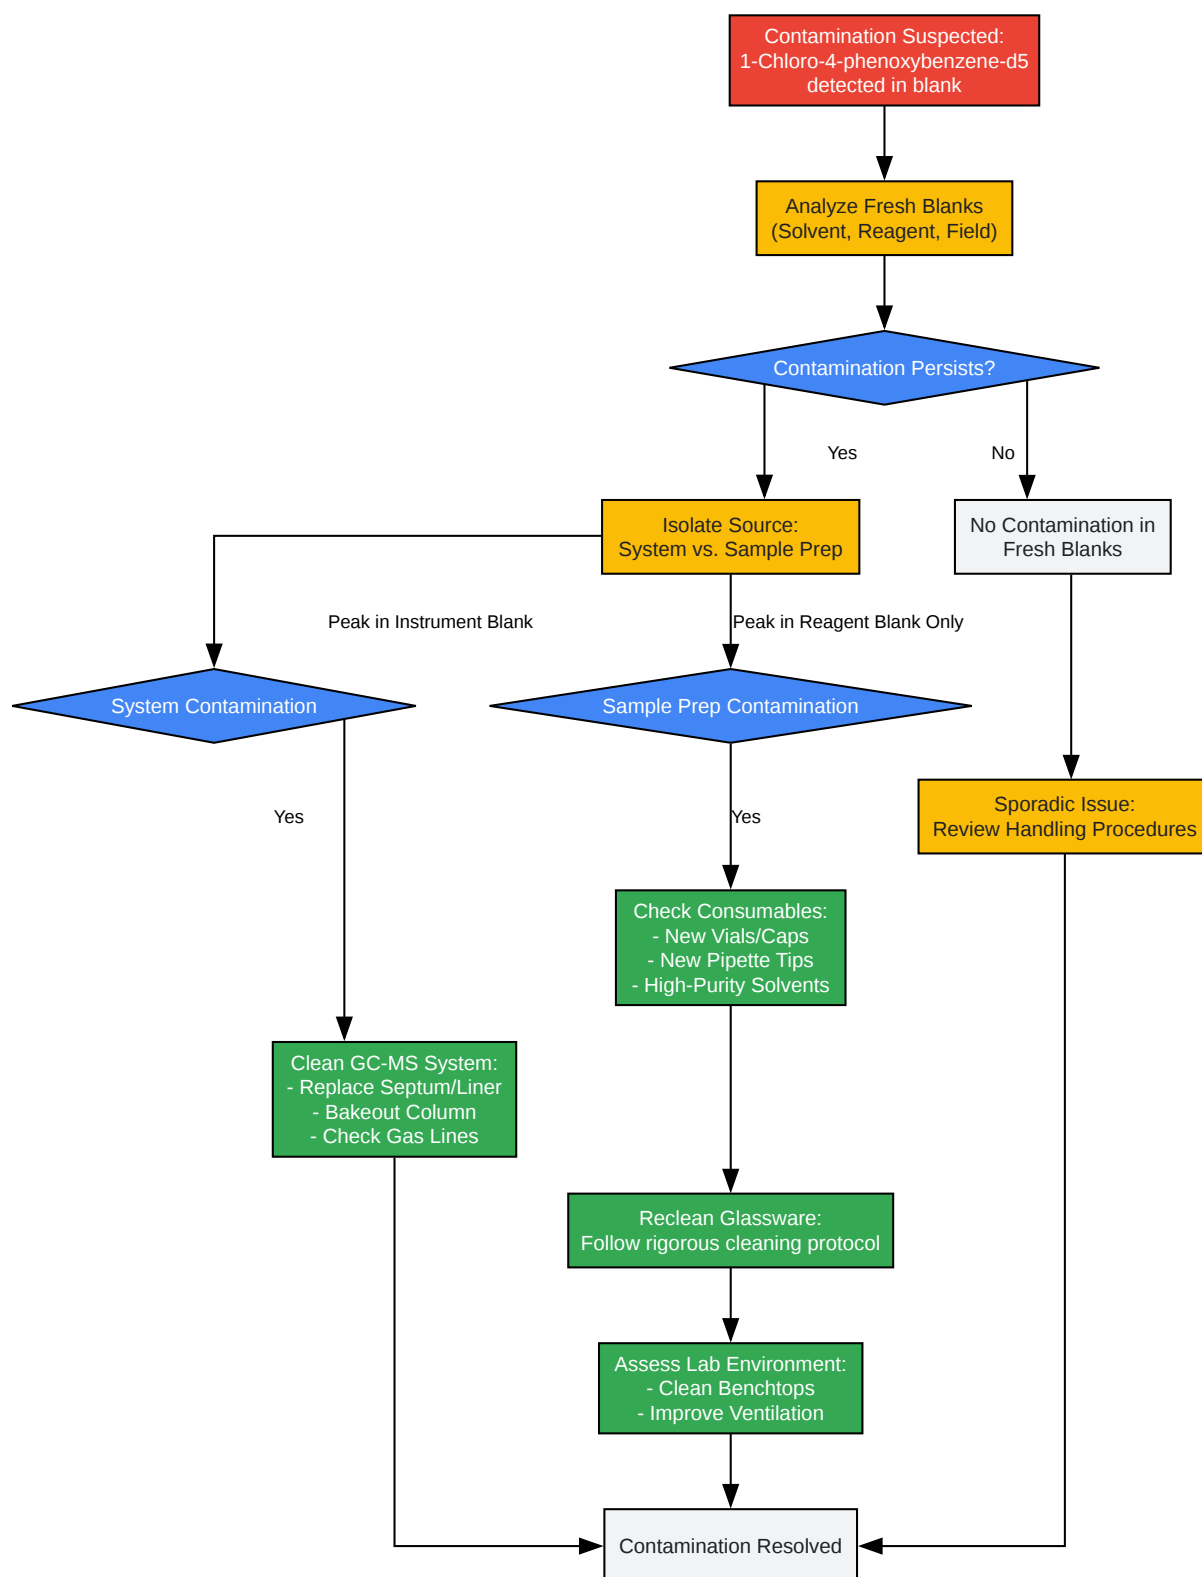 Contamination Suspected:
1-Chloro-4-phenoxybenzene-d5
detected in blank
Analyze Fresh Blanks
(Solvent, Reagent, Field)
Contamination Persists?
Yes
No
Isolate Source:
System vs. Sample Prep
No Contamination in
Fresh Blanks
Peak in Instrument Blank
Peak in Reagent Blank Only
System Contamination
Sample Prep Contamination
Sporadic Issue:
Review Handling Procedures
Yes
Yes
Check Consumables:
- New Vials/Caps
- New Pipette Tips
- High-Purity Solvents
Clean GC-MS System:
- Replace Septum/Liner
- Bakeout Column
- Check Gas Lines
Reclean Glassware:
Follow rigorous cleaning protocol
Assess Lab Environment:
- Clean Benchtops
- Improve Ventilation
Contamination Resolved